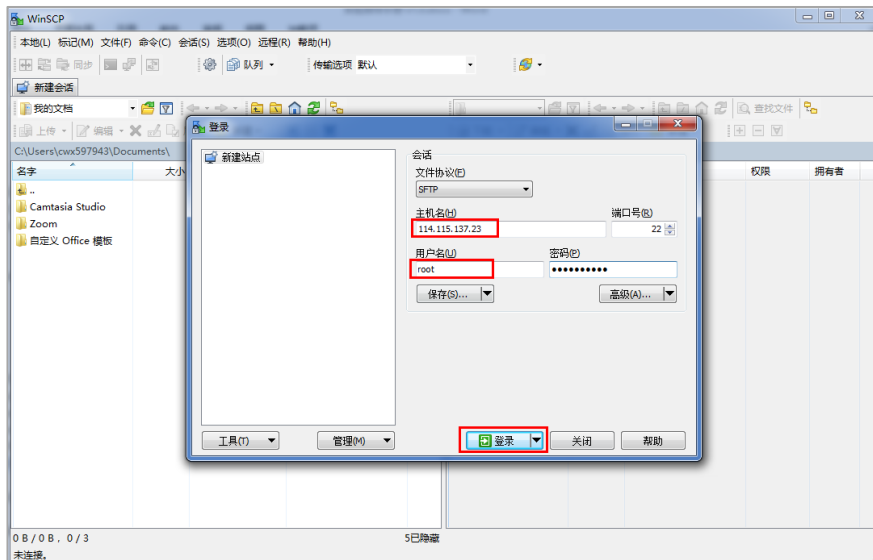 WinSCP
本地(L) 标记(M) 文件(F) 命令(C) 会话(S) 选项(O) 远程(R) 帮助(H)
同步 队列 传输选项 默认
新建会话
我的文档 查找文件
上传 编辑
登录
C:\Users\cwx597943\Documents\
名字 大小 权限 拥有者
..
Camtasia Studio
Zoom
自定义 Office 模板
新建站点
会话
文件协议(F)
SFTP
主机名(H) 端口号(R)
114.115.137.23 22
用户名(U) 密码(P)
root ••••••••••
保存(S)... 高级(A)...
工具(T) 管理(M) 登录 关闭 帮助
0 B / 0 B, 0 / 3 5已隐藏
未连接。